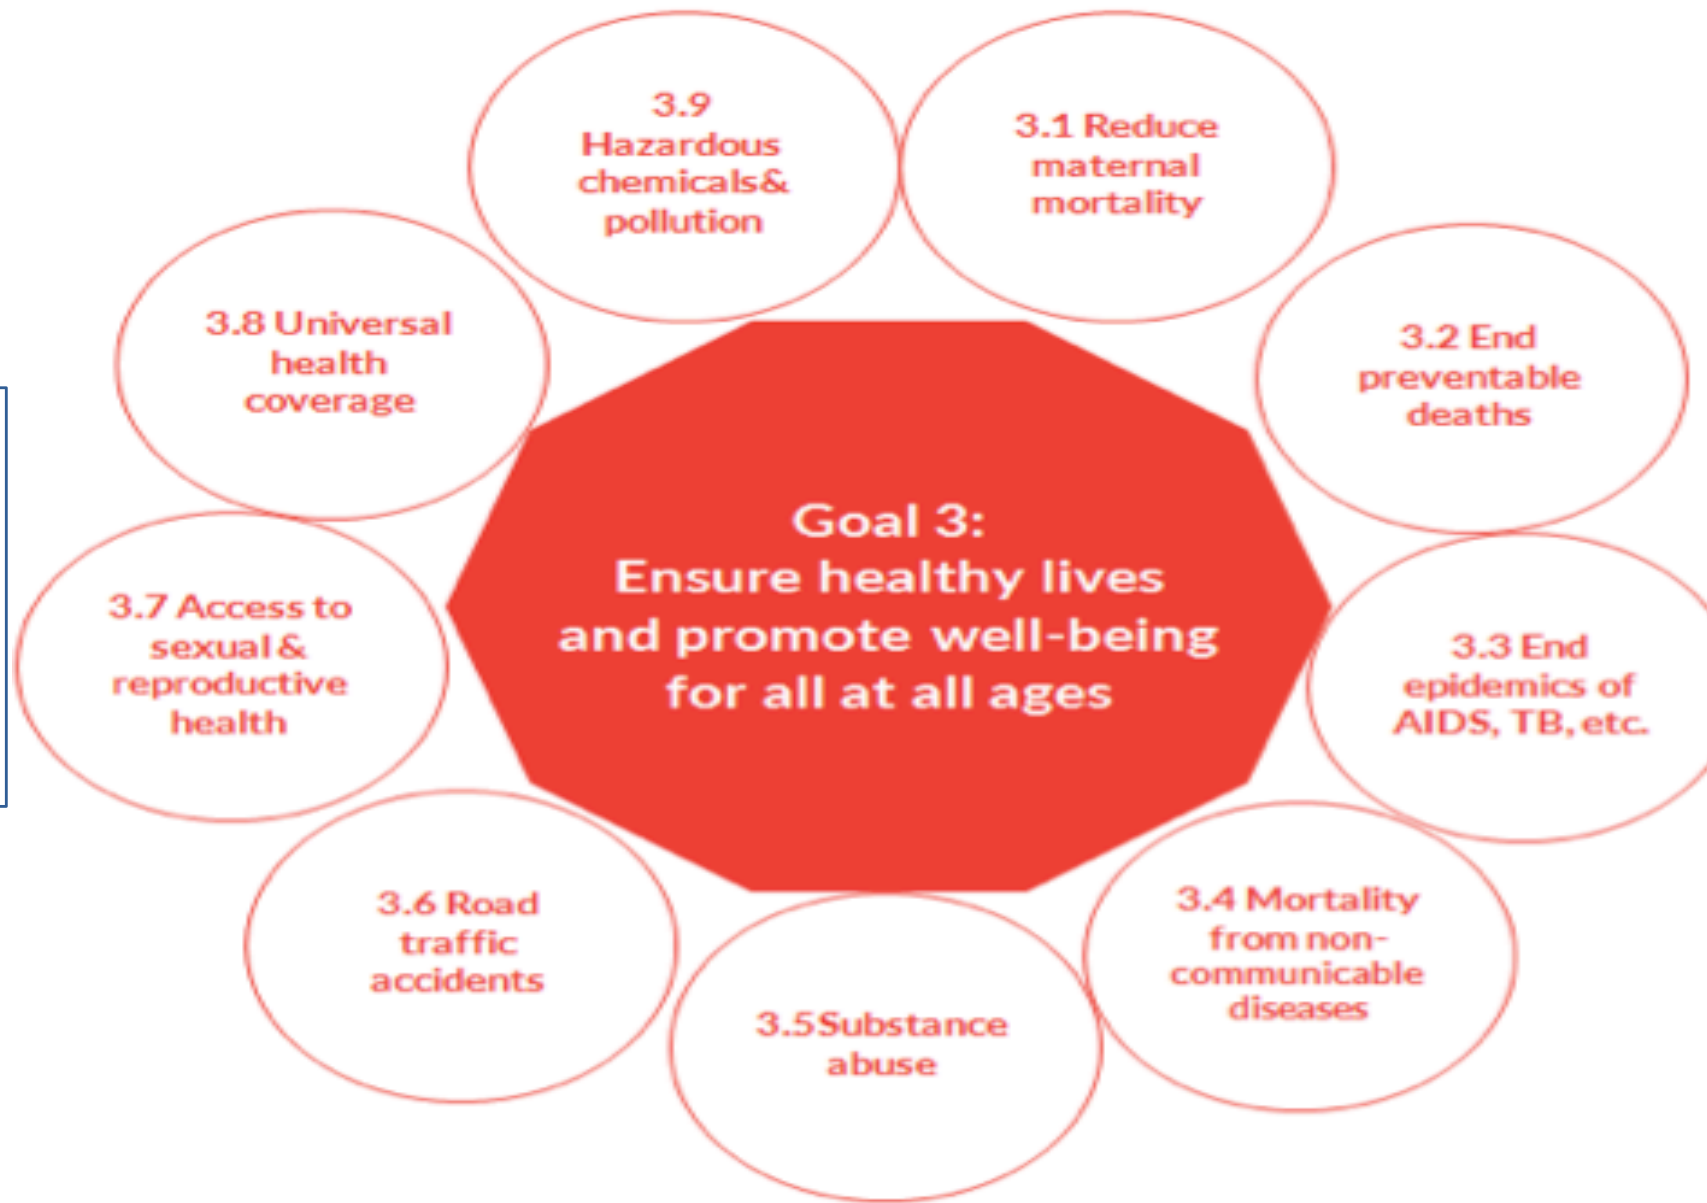 3.9
Hazardous
chemicals&
pollution
3.1 Reduce
maternal
mortality
3.8 Universal
health
coverage
3.2 End
preventable
deaths
Goal 3:
Ensure healthy lives
and promote well-being
for all at all ages
3.7 Access to
sexual &
reproductive
health
3.3 End
epidemics of
AIDS, TB, etc.
3.6 Road
traffic
accidents
3.4 Mortality
from non-
communicable
diseases
3.5Substance
abuse